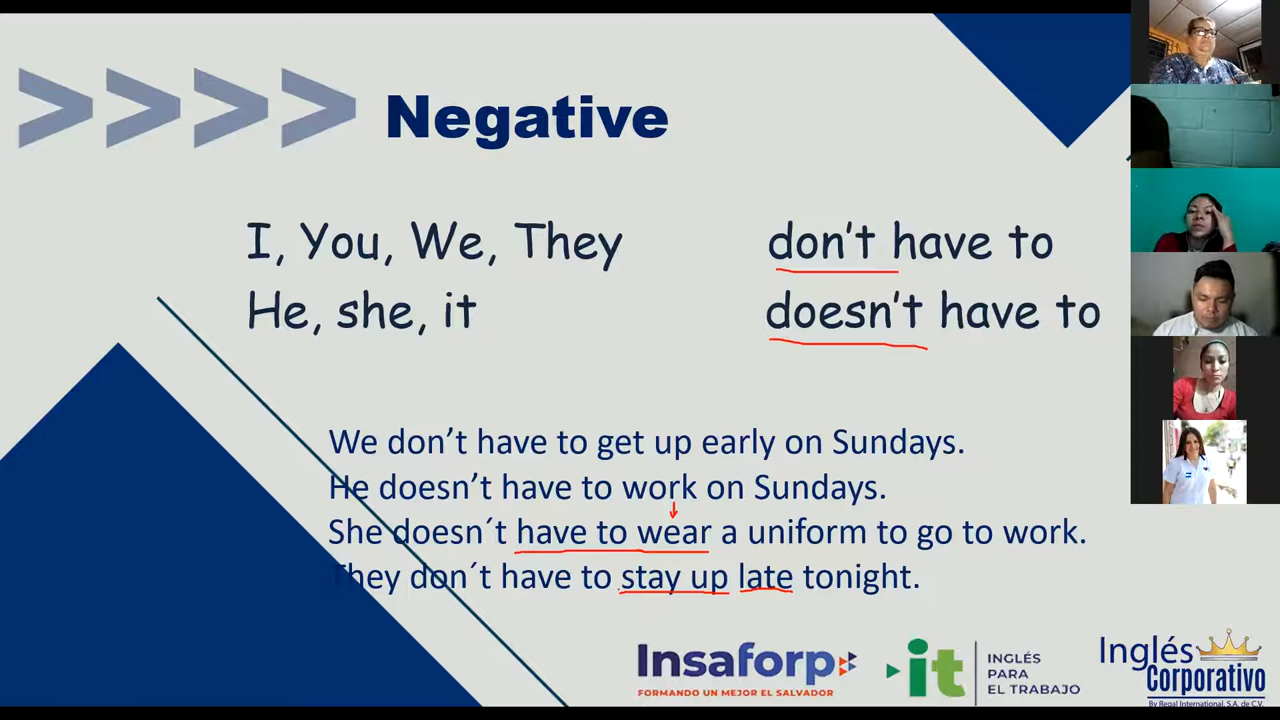 Negative
I, You, We, They don't have to
He, she, it doesn't have to
We don't have to get up early on Sundays.
He doesn't have to work on Sundays.
She doesn´t have to wear a uniform to go to work.
They don´t have to stay up late tonight.
Insaforp
FORMANDO UN MEJOR EL SALVADOR
it
INGLÉS
PARA
EL TRABAJO
Inglés
Corporativo
By Regal International, S.A. de C.V.